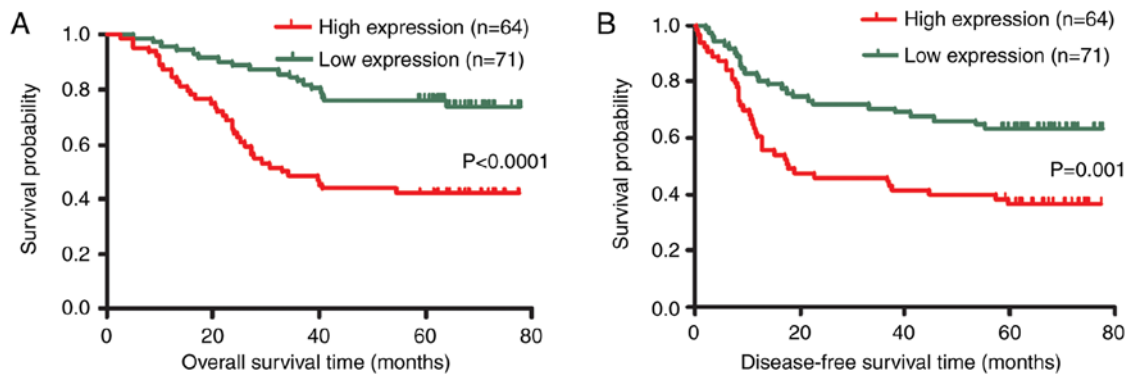 A
High expression (n=64)
Low expression (n=71)
Survival probability
1.0
0.8
0.6
0.4
0.2
0.0
P<0.0001
0 20 40 60 80
Overall survival time (months)
B
High expression (n=64)
Low expression (n=71)
Survival probability
1.0
0.8
0.6
0.4
0.2
0.0
P=0.001
0 20 40 60 80
Disease-free survival time (months)